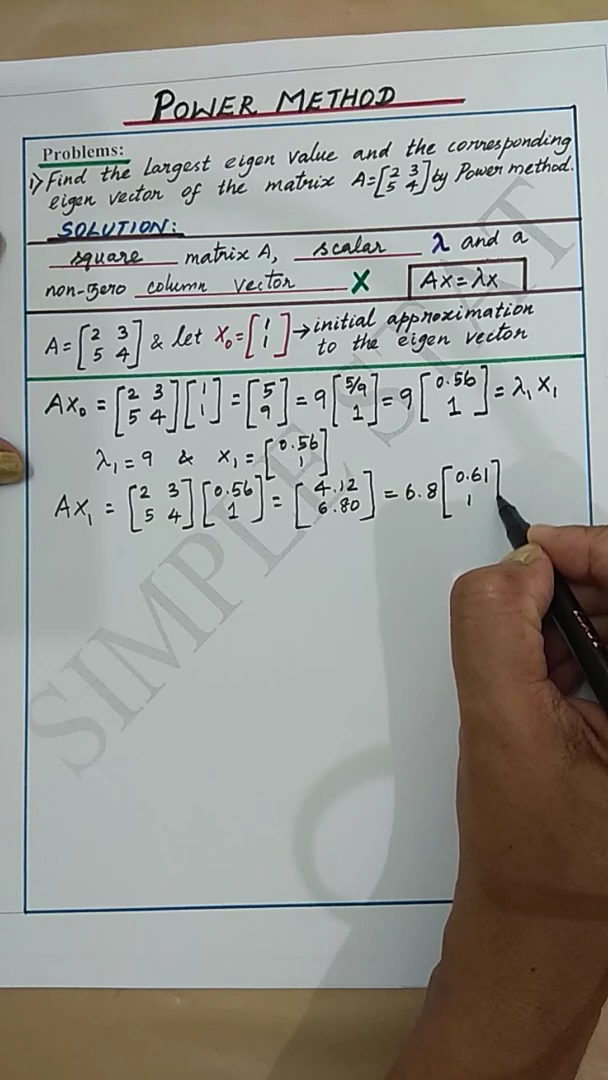 POWER METHOD
Problems:
1) Find the largest eigen value and the corresponding
eigen vector of the matrix A=[2 3; 5 4] by Power method.
SOLUTION:
square matrix A, scalar λ and a
non-zero column vector X Ax=λx
A = [2 3; 5 4] & let X₀ = [1; 1] → initial approximation
to the eigen vector
AX₀ = [2 3; 5 4][1; 1] = [5; 9] = 9[5/9; 1] = 9[0.56; 1] = λ₁ X₁
λ₁ = 9 & X₁ = [0.56; 1]
AX₁ = [2 3; 5 4][0.56; 1] = [4.12; 6.80] = 6.8[0.61; 1]
SIMPLE STAT